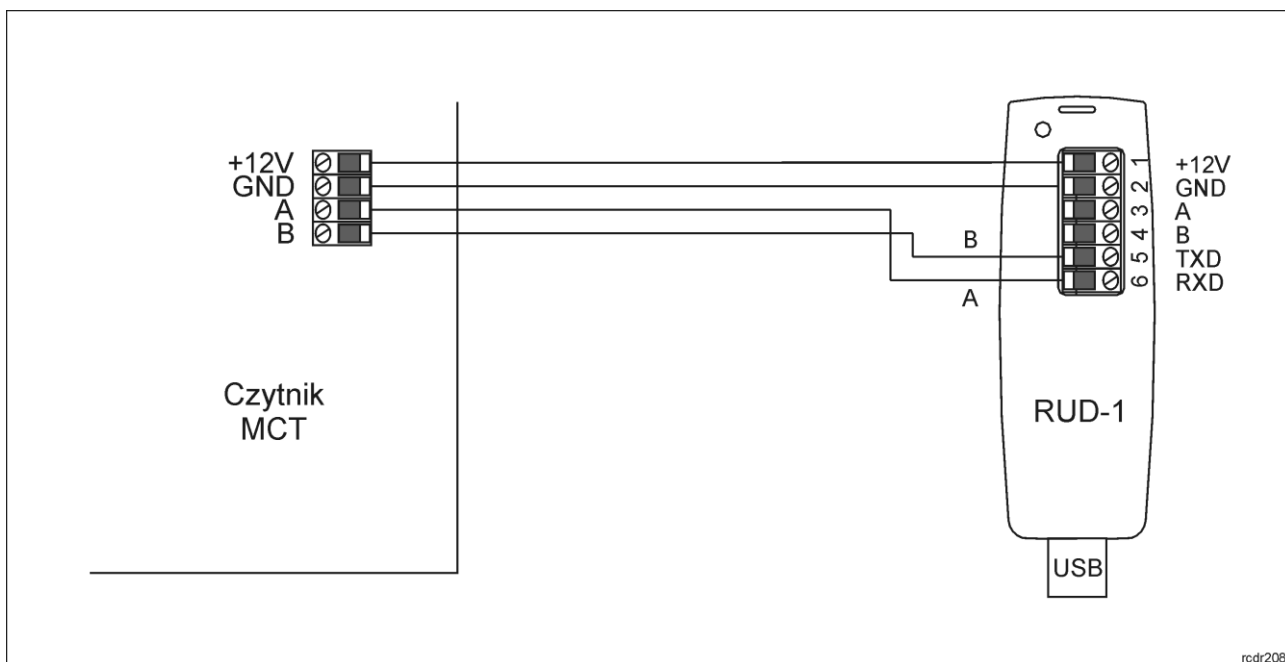 +12V
GND
A
B
Czytnik
MCT
B
A
1
2
3
4
5
6
+12V
GND
A
B
TXD
RXD
RUD-1
USB
rcdr208